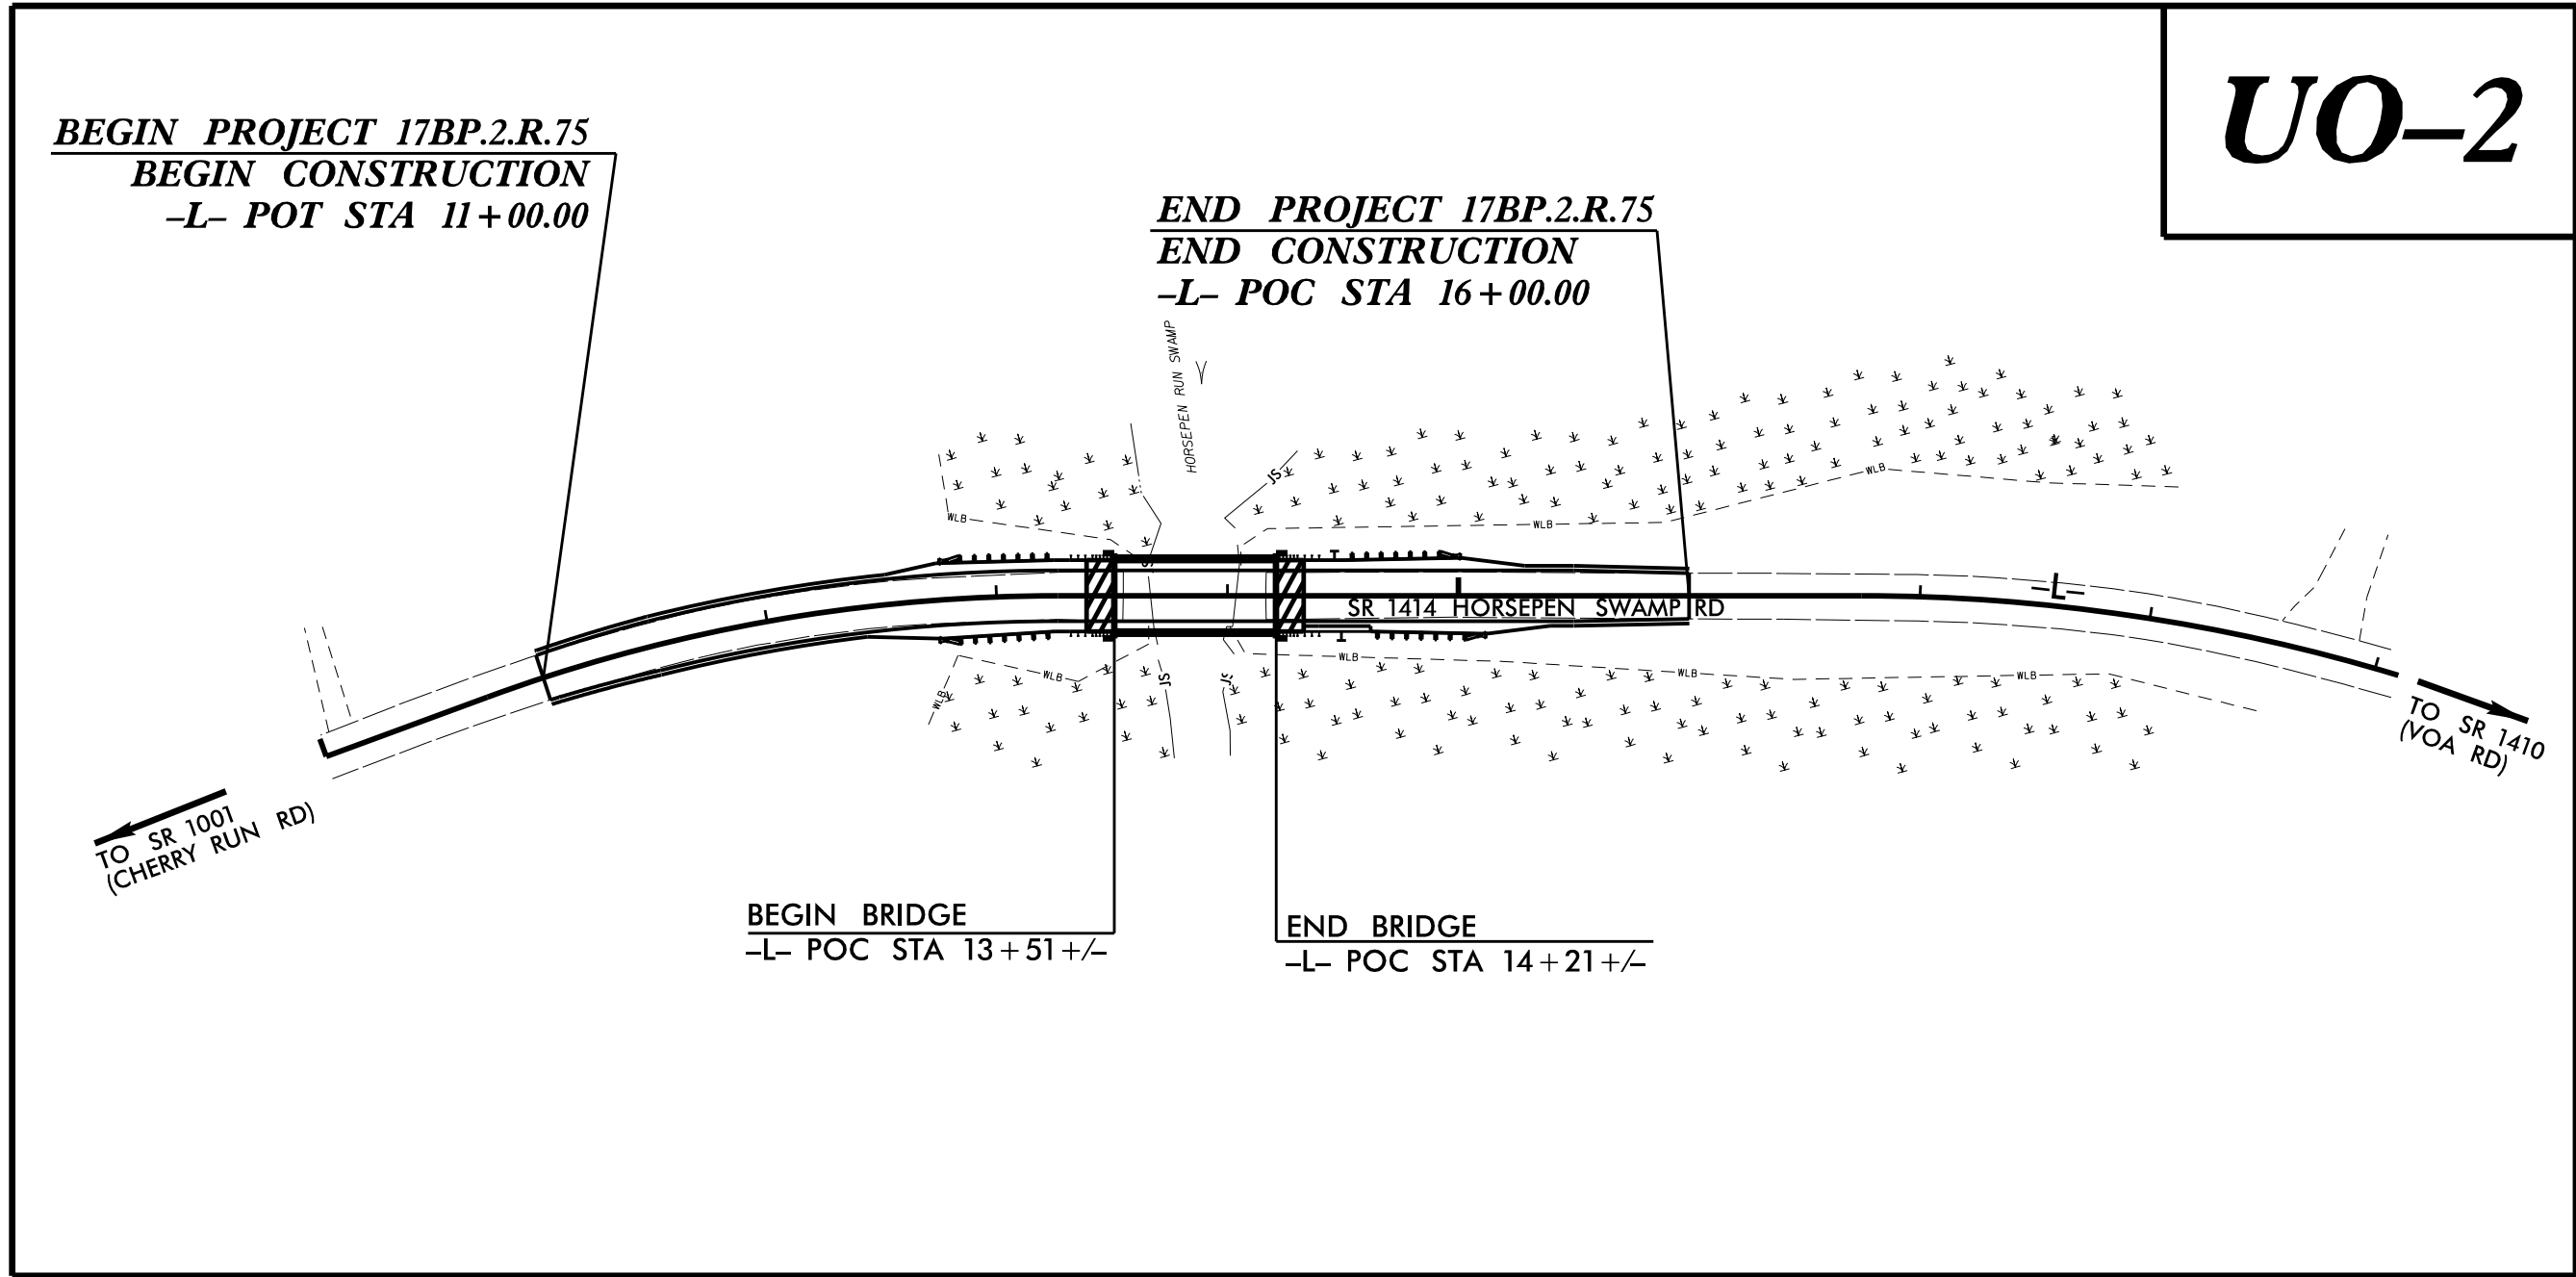 UO–2
BEGIN PROJECT 17BP.2.R.75
BEGIN CONSTRUCTION
–L– POT STA 11+00.00
END PROJECT 17BP.2.R.75
END CONSTRUCTION
–L– POC STA 16+00.00
HORSEPEN RUN SWAMP
JS
WLB
WLB
WLB
SR 1414 HORSEPEN SWAMP RD
–L–
WLB
WLB
WLB
WLB
WLB
JS
JS
TO SR 1410
(VOA RD)
TO SR 1001
(CHERRY RUN RD)
BEGIN BRIDGE
–L– POC STA 13+51+/–
END BRIDGE
–L– POC STA 14+21+/–